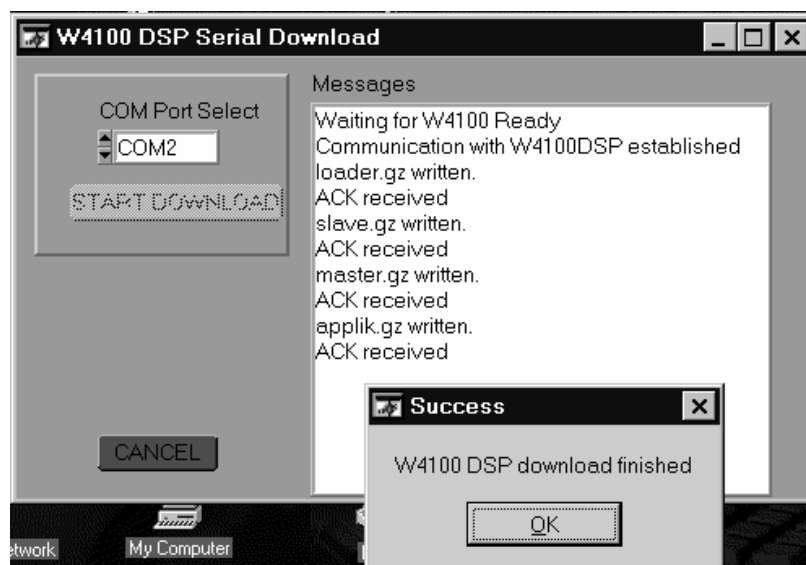 W4100 DSP Serial Download
COM Port Select
COM2
START DOWNLOAD
CANCEL
Messages
Waiting for W4100 Ready
Communication with W4100DSP established
loader.gz written.
ACK received
slave.gz written.
ACK received
master.gz written.
ACK received
applik.gz written.
ACK received
Success
W4100 DSP download finished
OK
etwork
My Computer